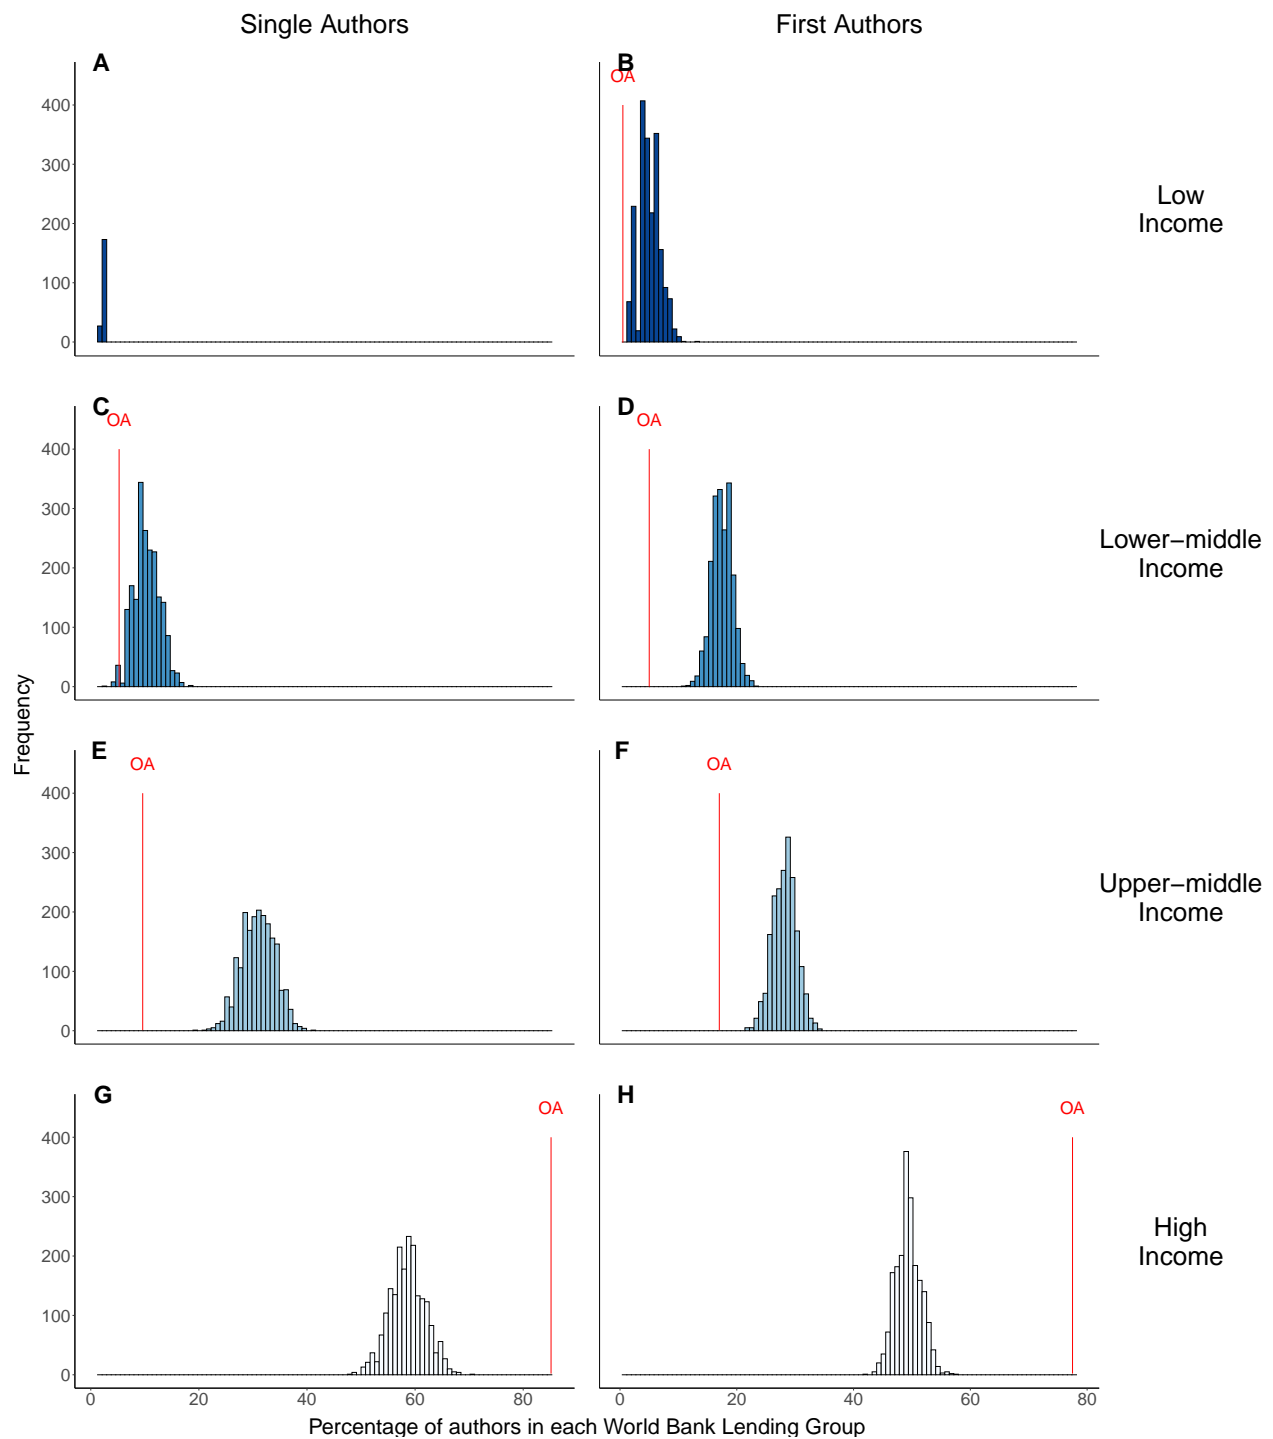 Single Authors
First Authors
A
B
OA
400
300
200
100
0
Low
Income
C
OA
D
OA
400
300
200
100
0
Lower−middle
Income
E
OA
F
OA
400
300
200
100
0
Upper−middle
Income
G
OA
H
OA
400
300
200
100
0
High
Income
Frequency
0 20 40 60 80
0 20 40 60 80
Percentage of authors in each World Bank Lending Group